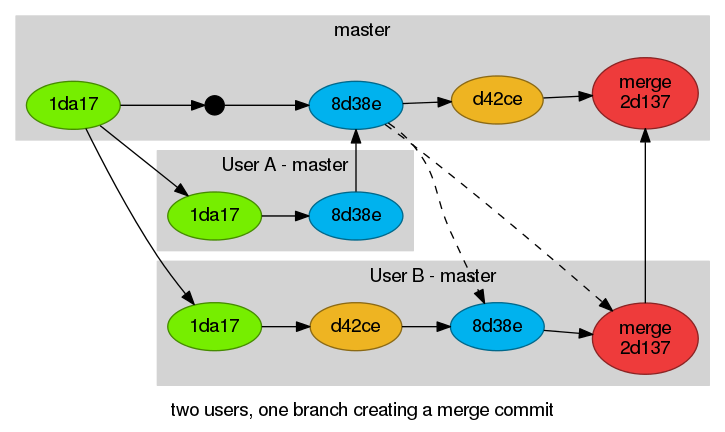 master
1da17
8d38e
d42ce
merge
2d137
User A - master
1da17
8d38e
User B - master
1da17
d42ce
8d38e
merge
2d137
two users, one branch creating a merge commit